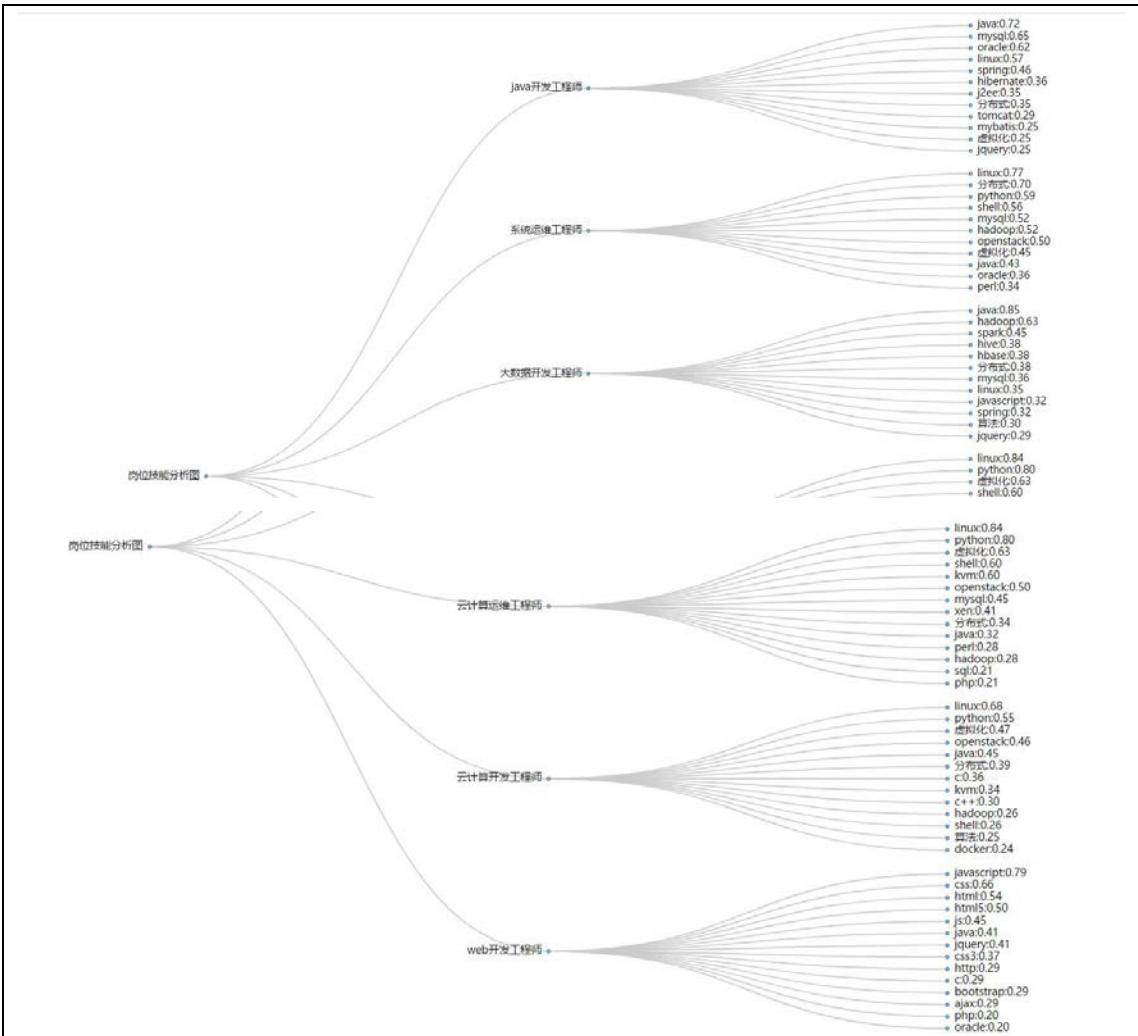 java:0.72
mysql:0.65
oracle:0.62
linux:0.57
spring:0.46
hibernate:0.36
java开发工程师
j2ee:0.35
分布式:0.35
tomcat:0.29
mybatis:0.25
虚拟化:0.25
jquery:0.25
linux:0.77
分布式:0.70
python:0.59
shell:0.56
mysql:0.52
系统运维工程师
hadoop:0.52
openstack:0.50
虚拟化:0.45
java:0.43
oracle:0.36
perl:0.34
java:0.85
hadoop:0.63
spark:0.45
hive:0.38
hbase:0.38
分布式:0.38
大数据开发工程师
mysql:0.36
linux:0.35
javascript:0.32
spring:0.32
算法:0.30
jquery:0.29
岗位技能分析图
linux:0.84
python:0.80
虚拟化:0.63
shell:0.60
岗位技能分析图
linux:0.84
python:0.80
虚拟化:0.63
shell:0.60
kvm:0.60
openstack:0.50
mysql:0.45
云计算运维工程师
xen:0.41
分布式:0.34
java:0.32
perl:0.28
hadoop:0.28
sql:0.21
php:0.21
linux:0.68
python:0.55
虚拟化:0.47
openstack:0.46
java:0.45
分布式:0.39
云计算开发工程师
c:0.36
kvm:0.34
c++:0.30
hadoop:0.26
shell:0.26
算法:0.25
docker:0.24
javascript:0.79
css:0.66
html:0.54
html5:0.50
js:0.45
java:0.41
web开发工程师
jquery:0.41
css3:0.37
http:0.29
c:0.29
bootstrap:0.29
ajax:0.29
php:0.20
oracle:0.20